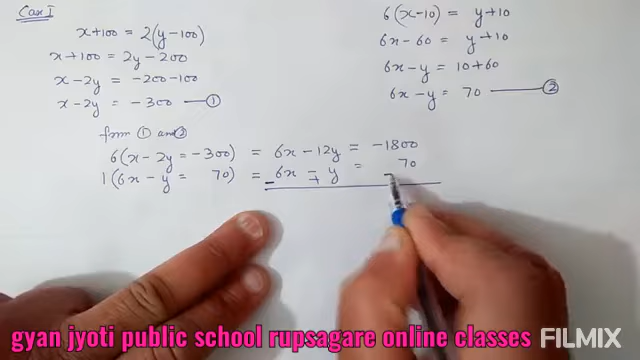 Case I
x+100 = 2(y-100)
x+100 = 2y-200
x-2y = -200-100
x-2y = -300 ——①
6(x-10) = y+10
6x-60 = y+10
6x-y = 10+60
6x-y = 70 ——②
from ① and ②
6(x-2y = -300) = 6x-12y = -1800
1(6x-y = 70) = 6x - y = 70
gyan jyoti public school rupsagare online classes
FILMIX